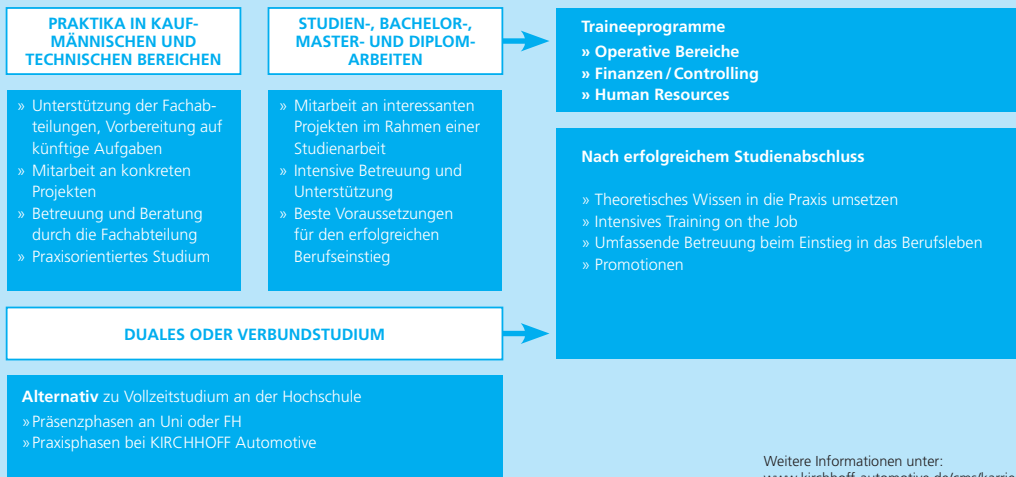 PRAKTIKA IN KAUF-
MÄNNISCHEN UND
TECHNISCHEN BEREICHEN
» Unterstützung der Fachab-
teilungen, Vorbereitung auf
künftige Aufgaben
» Mitarbeit an konkreten
Projekten
» Betreuung und Beratung
durch die Fachabteilung
» Praxisorientiertes Studium
STUDIEN-, BACHELOR-,
MASTER- UND DIPLOM-
ARBEITEN
» Mitarbeit an interessanten
Projekten im Rahmen einer
Studienarbeit
» Intensive Betreuung und
Unterstützung
» Beste Voraussetzungen
für den erfolgreichen
Berufseinstieg
DUALES ODER VERBUNDSTUDIUM
Alternativ zu Vollzeitstudium an der Hochschule
» Präsenzphasen an Uni oder FH
» Praxisphasen bei KIRCHHOFF Automotive
Traineeprogramme
» Operative Bereiche
» Finanzen / Controlling
» Human Resources
Nach erfolgreichem Studienabschluss
» Theoretisches Wissen in die Praxis umsetzen
» Intensives Training on the Job
» Umfassende Betreuung beim Einstieg in das Berufsleben
» Promotionen
Weitere Informationen unter: